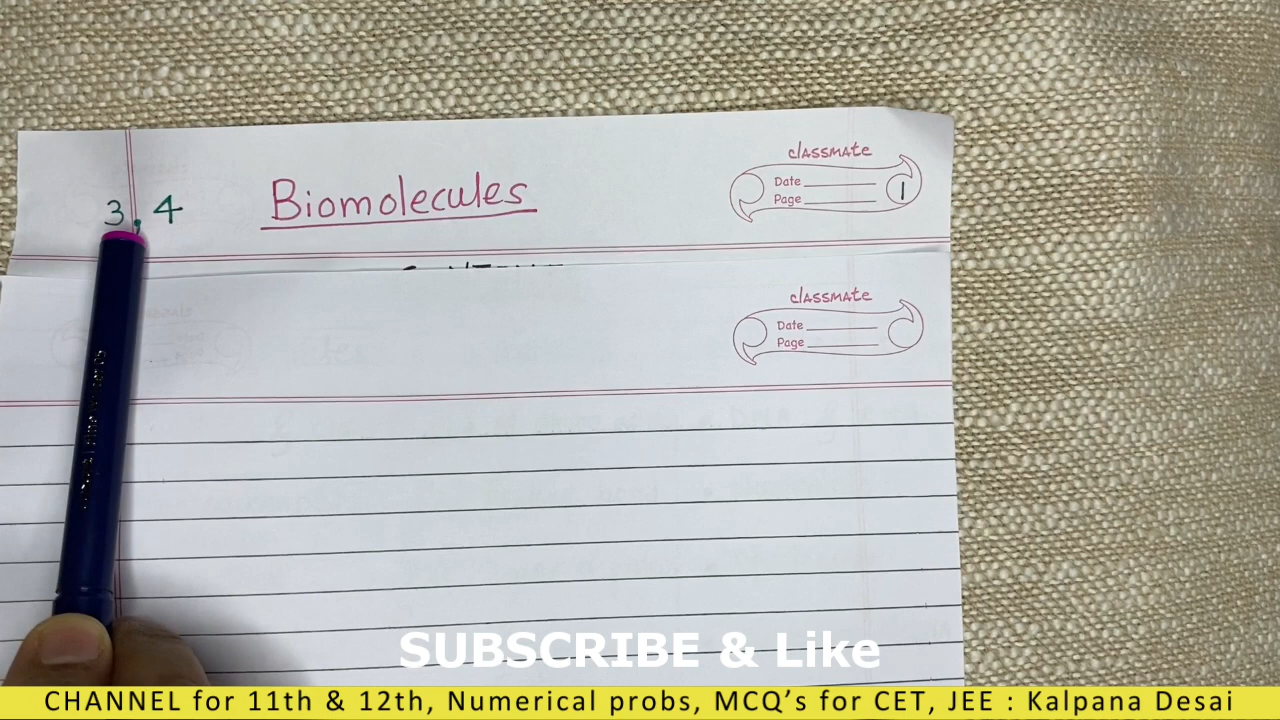 classmate
Date
Page 1
3,4 Biomolecules
classmate
Date
Page
SUBSCRIBE & Like
CHANNEL for 11th & 12th, Numerical probs, MCQ’s for CET, JEE : Kalpana Desai